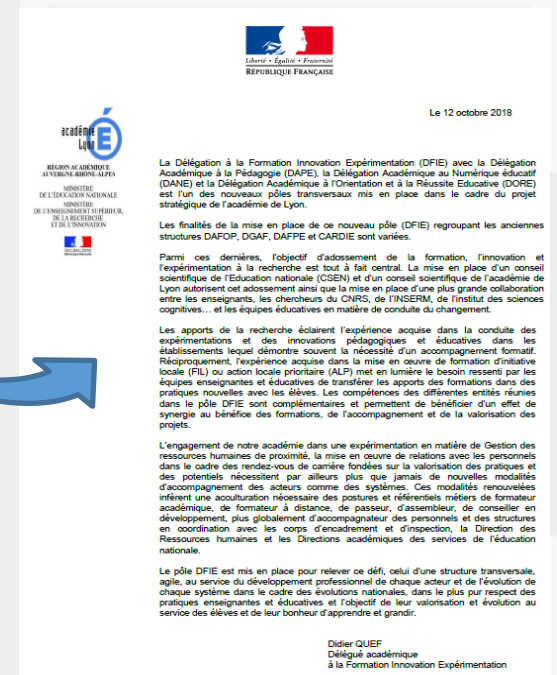 Liberté • Égalité • Fraternité
RÉPUBLIQUE FRANÇAISE
Le 12 octobre 2018
académie
Lyon
RÉGION ACADÉMIQUE
AUVERGNE-RHÔNE-ALPES
MINISTÈRE
DE L'ÉDUCATION NATIONALE
MINISTÈRE
DE L'ENSEIGNEMENT SUPÉRIEUR,
DE LA RECHERCHE
ET DE L'INNOVATION
La Délégation à la Formation Innovation Expérimentation (DFIE) avec la Délégation
Académique à la Pédagogie (DAPE), la Délégation Académique au Numérique éducatif
(DANE) et la Délégation Académique à l'Orientation et à la Réussite Educative (DORE)
est l'un des nouveaux pôles transversaux mis en place dans le cadre du projet
stratégique de l'académie de Lyon.
Les finalités de la mise en place de ce nouveau pôle (DFIE) regroupant les anciennes
structures DAFOP, DGAF, DAFPE et CARDIE sont variées.
Parmi ces dernières, l'objectif d'adossement de la formation, l'innovation et
l'expérimentation à la recherche est tout à fait central. La mise en place d'un conseil
scientifique de l'Education nationale (CSEN) et d'un conseil scientifique de l'académie de
Lyon autorisent cet adossement ainsi que la mise en place d'une plus grande collaboration
entre les enseignants, les chercheurs du CNRS, de l'INSERM, de l'institut des sciences
cognitives… et les équipes éducatives en matière de conduite du changement.
Les apports de la recherche éclairent l'expérience acquise dans la conduite des
expérimentations et des innovations pédagogiques et éducatives dans les
établissements lequel démontre souvent la nécessité d'un accompagnement formatif.
Réciproquement, l'expérience acquise dans la mise en œuvre de formation d'initiative
locale (FIL) ou action locale prioritaire (ALP) met en lumière le besoin ressenti par les
équipes enseignantes et éducatives de transférer les apports des formations dans des
pratiques nouvelles avec les élèves. Les compétences des différentes entités réunies
dans le pôle DFIE sont complémentaires et permettent de bénéficier d'un effet de
synergie au bénéfice des formations, de l'accompagnement et de la valorisation des
projets.
L'engagement de notre académie dans une expérimentation en matière de Gestion des
ressources humaines de proximité, la mise en œuvre de relations avec les personnels
dans le cadre des rendez-vous de carrière fondées sur la valorisation des pratiques et
des potentiels nécessitent par ailleurs plus que jamais de nouvelles modalités
d'accompagnement des acteurs comme des systèmes. Ces modalités renouvelées
infèrent une acculturation nécessaire des postures et référentiels métiers de formateur
académique, de formateur à distance, de passeur, d'assembleur, de conseiller en
développement, plus globalement d'accompagnateur des personnels et des structures
en coordination avec les corps d'encadrement et d'inspection, la Direction des
Ressources humaines et les Directions académiques des services de l'éducation
nationale.
Le pôle DFIE est mis en place pour relever ce défi, celui d'une structure transversale,
agile, au service du développement professionnel de chaque acteur et de l'évolution de
chaque système dans le cadre des évolutions nationales, dans le plus pur respect des
pratiques enseignantes et éducatives et l'objectif de leur valorisation et évolution au
service des élèves et de leur bonheur d'apprendre et grandir.
Didier QUEF
Délégué académique
à la Formation Innovation Expérimentation